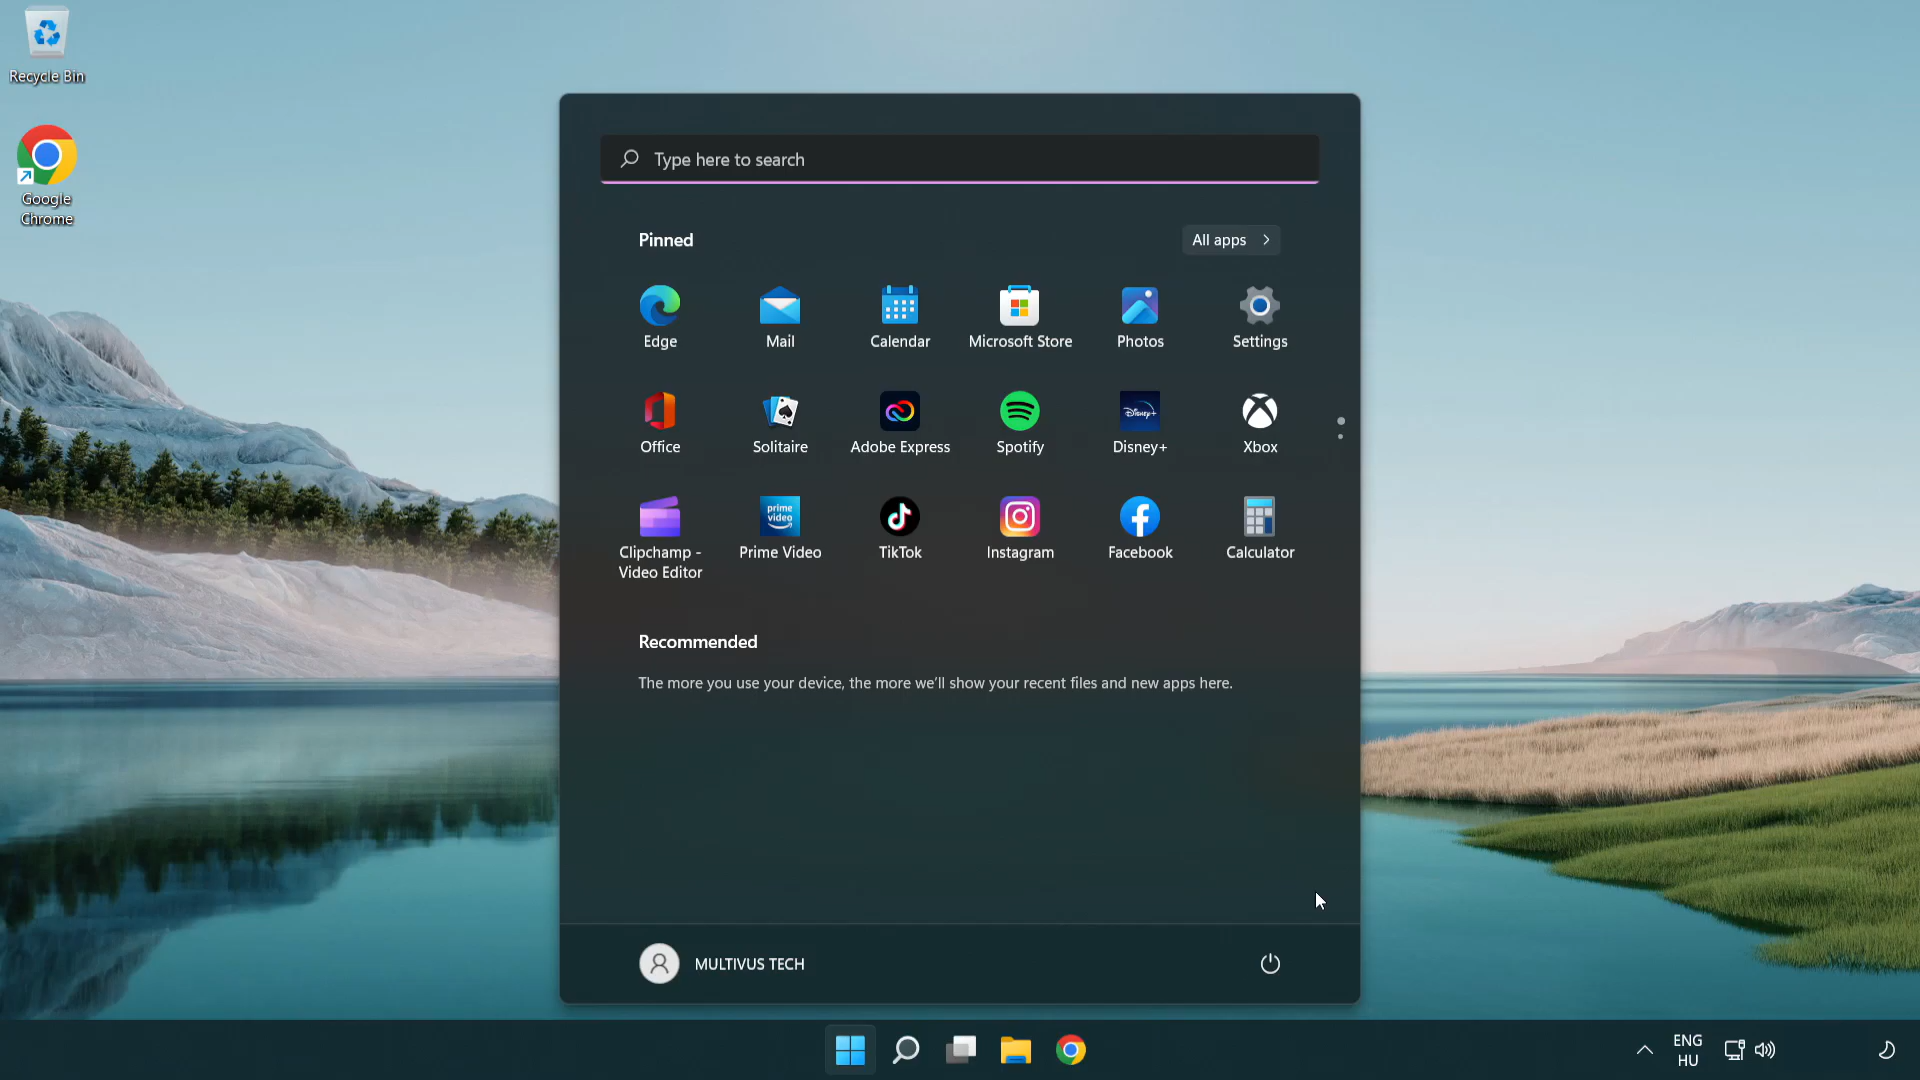 Recycle Bin
Google
Chrome
Type here to search
Pinned
All apps
Edge
Mail
Calendar
Microsoft Store
Photos
Settings
Office
Solitaire
Adobe Express
Spotify
Disney+
Disney+
Xbox
prime
video
Clipchamp -
Video Editor
Prime Video
TikTok
Instagram
Facebook
Calculator
Recommended
The more you use your device, the more we'll show your recent files and new apps here.
MULTIVUS TECH
ENG
HU